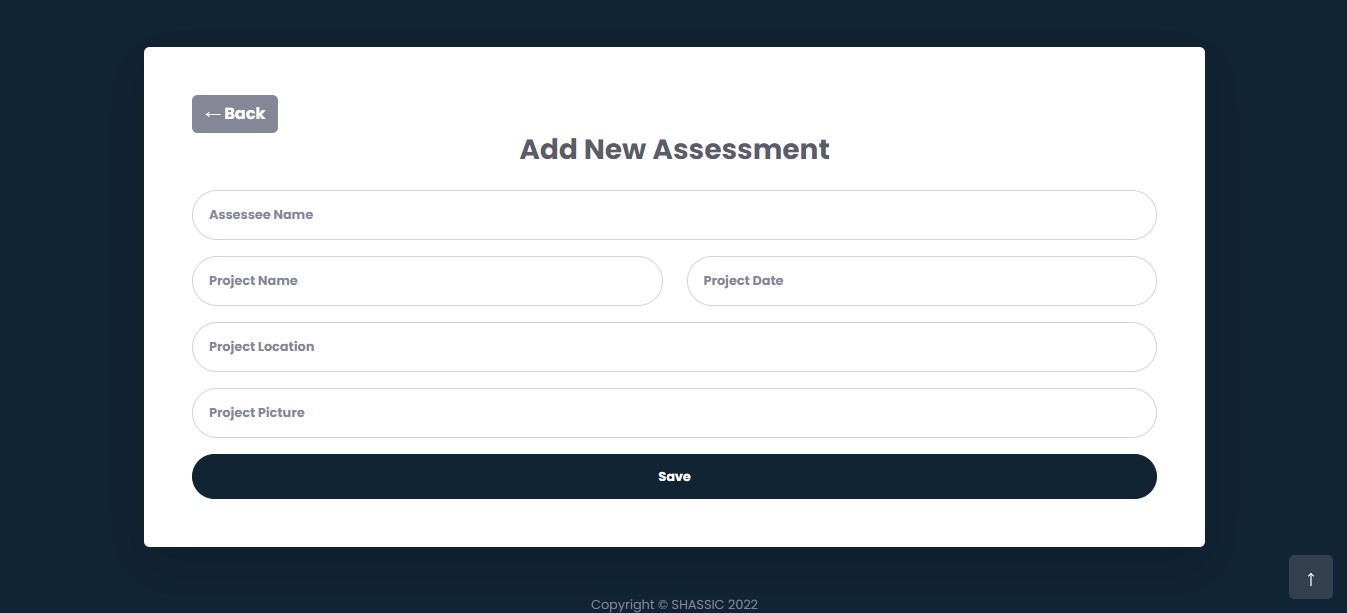 ← Back
Add New Assessment
Assessee Name
Project Name
Project Date
Project Location
Project Picture
Save
↑
Copyright © SHASSIC 2022